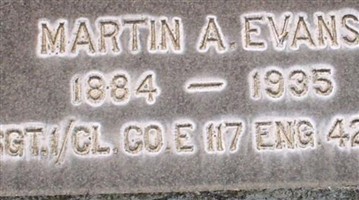 MARTIN A. EVANS
1884 — 1935
SGT. 1/CL. CO. E 117 ENG 42